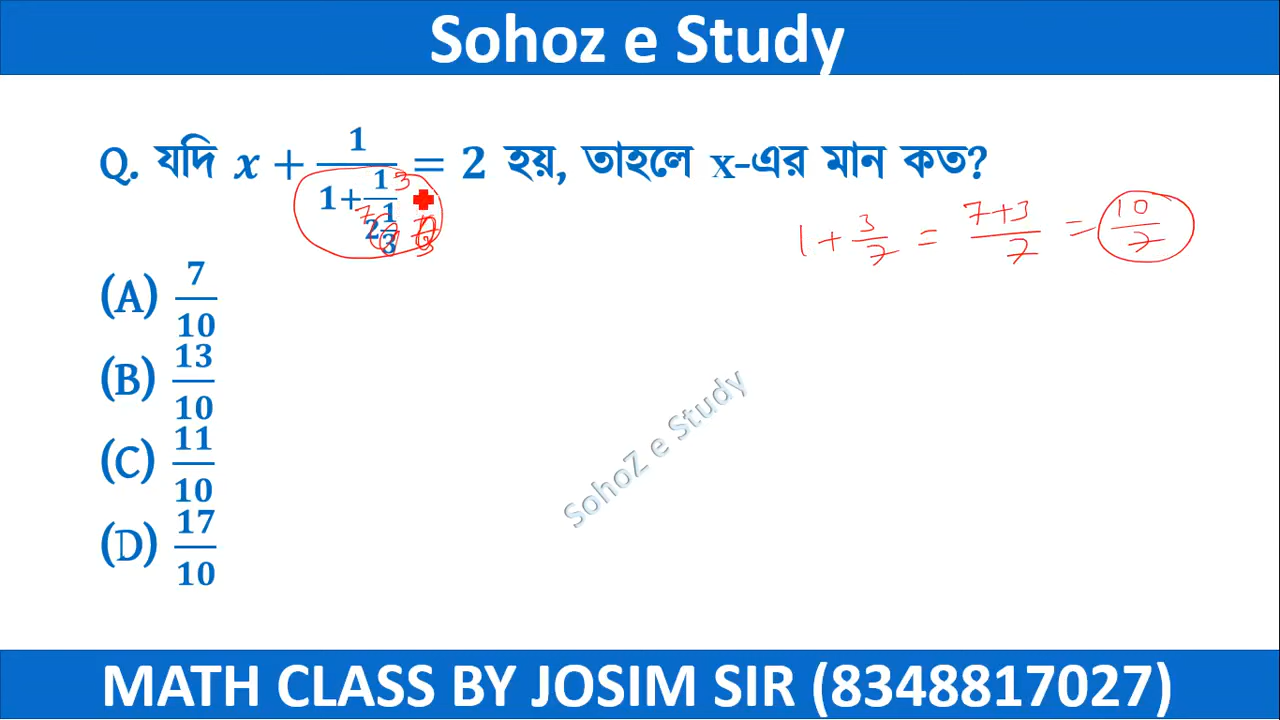 Sohoz e Study
Q. যদি x + 1/(1+1/(2 1/3)) = 2 হয়, তাহলে x-এর মান কত?
3
7
1 + 3/7 = (7+3)/7 = 10/7
(A) 7/10
(B) 13/10
(C) 11/10
(D) 17/10
SohoZ e Study
MATH CLASS BY JOSIM SIR (8348817027)